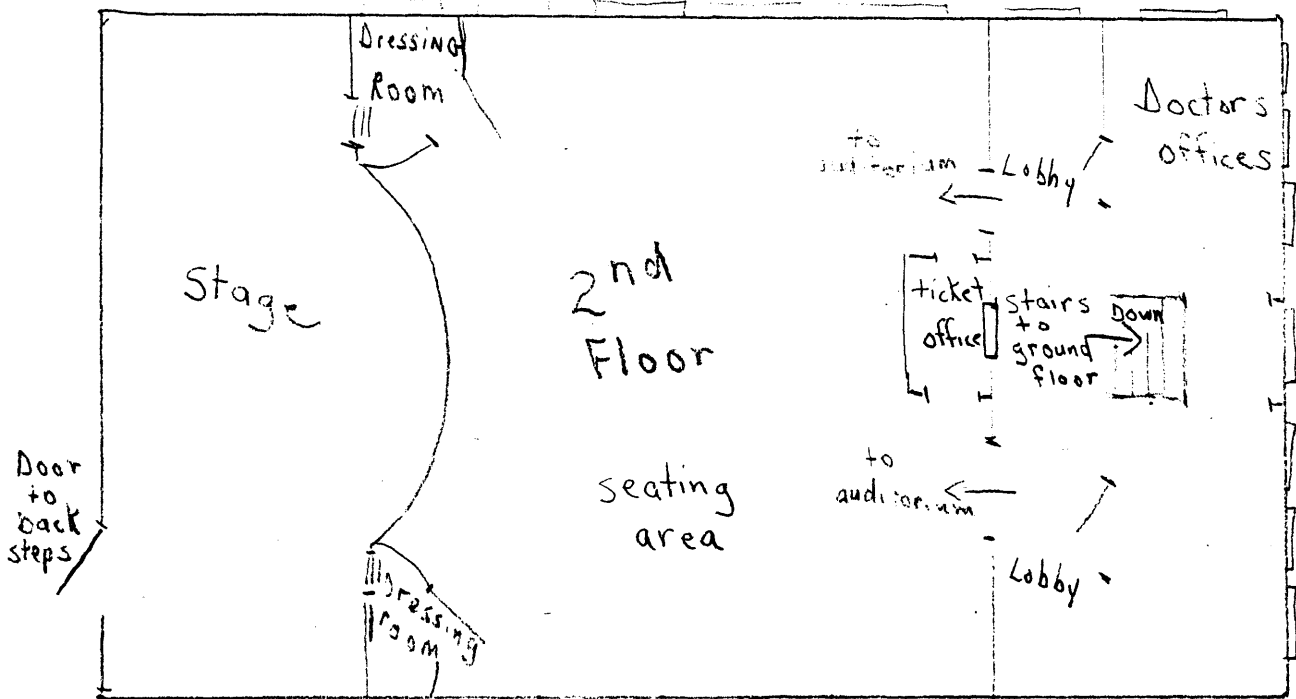 Dressing
Room
Doctors
offices
to
auditorium
Lobby
Stage
2nd
Floor
ticket
office
stairs
to
ground
floor
Down
seating
area
to
auditorium
Lobby
Door
to
back
steps
Dressing
room